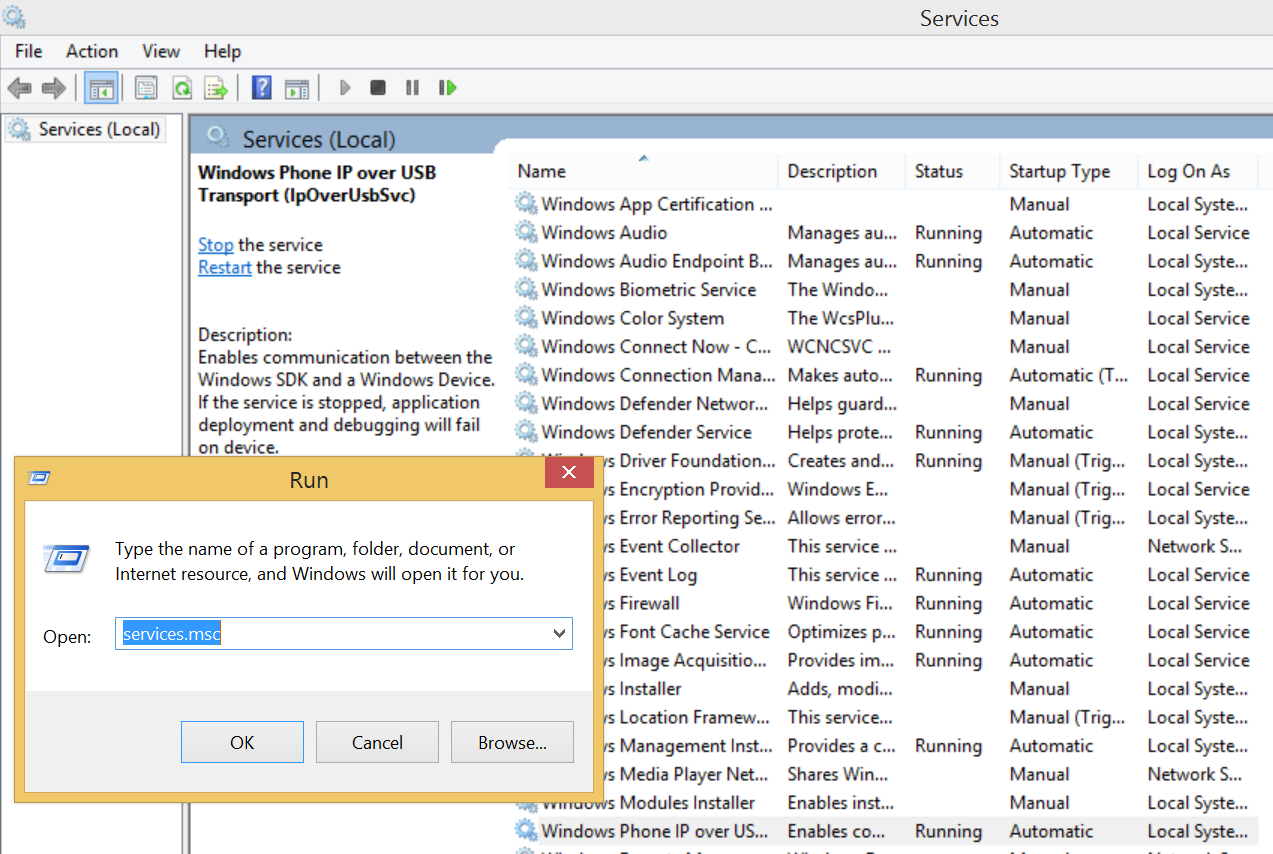 Services
File Action View Help
Services (Local)
Services (Local)
Windows Phone IP over USB
Transport (IpOverUsbSvc)
Stop the service
Restart the service
Description:
Enables communication between the
Windows SDK and a Windows Device.
If the service is stopped, application
deployment and debugging will fail
on device.
Name Description Status Startup Type Log On As
Windows App Certification ... Manual Local Syste...
Windows Audio Manages au... Running Automatic Local Service
Windows Audio Endpoint B... Manages au... Running Automatic Local Syste...
Windows Biometric Service The Windo... Manual Local Syste...
Windows Color System The WcsPlu... Manual Local Service
Windows Connect Now - C... WCNCSVC ... Manual Local Service
Windows Connection Mana... Makes auto... Running Automatic (T... Local Service
Windows Defender Networ... Helps guard... Manual Local Service
Windows Defender Service Helps prote... Running Automatic Local Syste...
s Driver Foundation... Creates and... Running Manual (Trig... Local Syste...
s Encryption Provid... Windows E... Manual (Trig... Local Service
s Error Reporting Se... Allows error... Manual (Trig... Local Syste...
s Event Collector This service ... Manual Network S...
s Event Log This service ... Running Automatic Local Service
s Firewall Windows Fi... Running Automatic Local Service
s Font Cache Service Optimizes p... Running Automatic Local Service
s Image Acquisitio... Provides im... Running Automatic Local Service
s Installer Adds, modi... Manual Local Syste...
s Location Framew... This service... Manual (Trig... Local Syste...
s Management Inst... Provides a c... Running Automatic Local Syste...
s Media Player Net... Shares Win... Manual Network S...
Windows Modules Installer Enables inst... Manual Local Syste...
Windows Phone IP over US... Enables co... Running Automatic Local Syste...
Run
Type the name of a program, folder, document, or
Internet resource, and Windows will open it for you.
Open: services.msc
OK Cancel Browse...